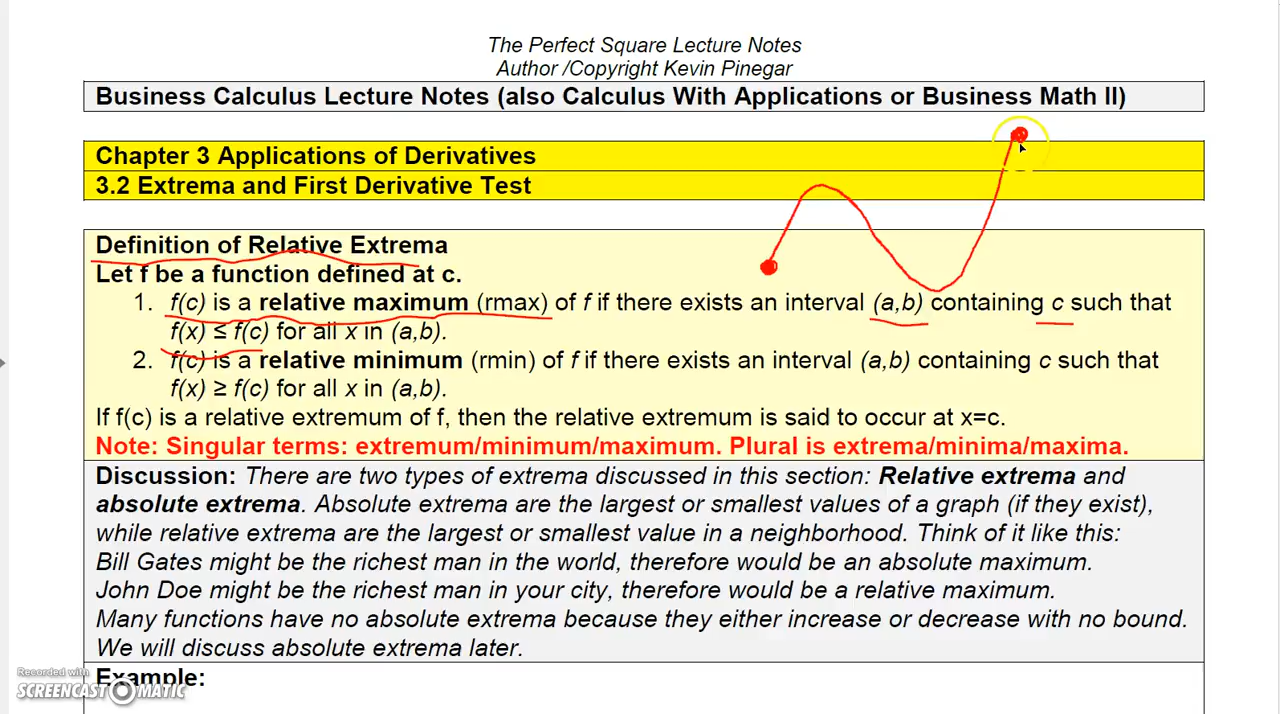 The Perfect Square Lecture Notes
Author /Copyright Kevin Pinegar
Business Calculus Lecture Notes (also Calculus With Applications or Business Math II)
Chapter 3 Applications of Derivatives
3.2 Extrema and First Derivative Test
Definition of Relative Extrema
Let f be a function defined at c.
1. f(c) is a relative maximum (rmax) of f if there exists an interval (a,b) containing c such that
f(x) ≤ f(c) for all x in (a,b).
2. f(c) is a relative minimum (rmin) of f if there exists an interval (a,b) containing c such that
f(x) ≥ f(c) for all x in (a,b).
If f(c) is a relative extremum of f, then the relative extremum is said to occur at x=c.
Note: Singular terms: extremum/minimum/maximum. Plural is extrema/minima/maxima.
Discussion: There are two types of extrema discussed in this section: Relative extrema and
absolute extrema. Absolute extrema are the largest or smallest values of a graph (if they exist),
while relative extrema are the largest or smallest value in a neighborhood. Think of it like this:
Bill Gates might be the richest man in the world, therefore would be an absolute maximum.
John Doe might be the richest man in your city, therefore would be a relative maximum.
Many functions have no absolute extrema because they either increase or decrease with no bound.
We will discuss absolute extrema later.
Example:
Recorded with
SCREENCAST-O-MATIC